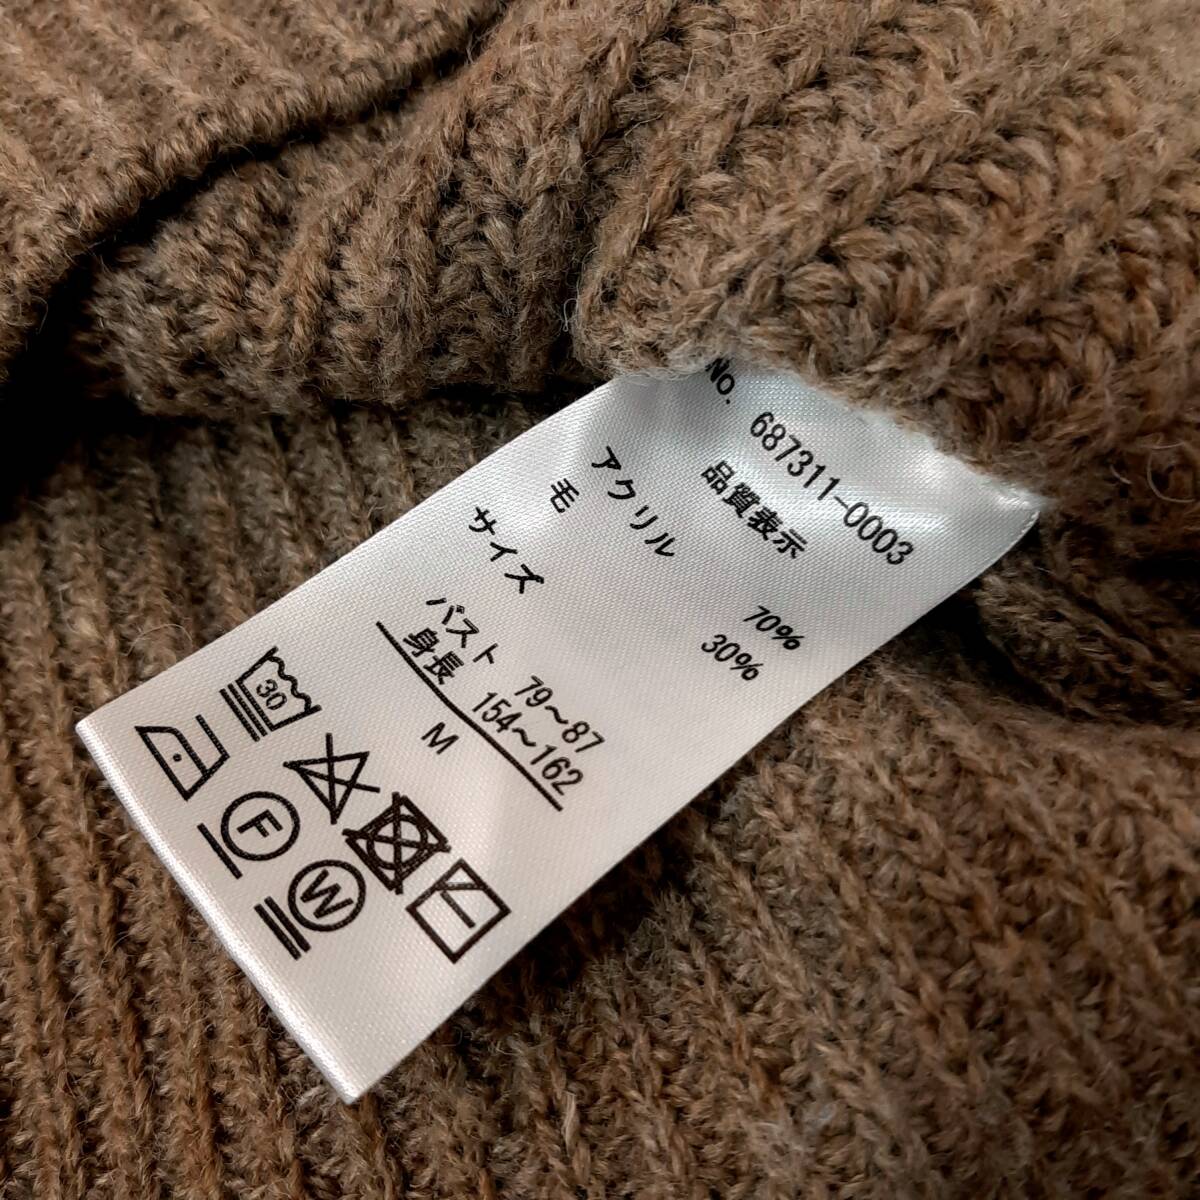 No. 687311-0003
品質表示
アクリル 70%
毛 30%
サイズ
バスト 79〜87
身長 154〜162
M
30
F
W